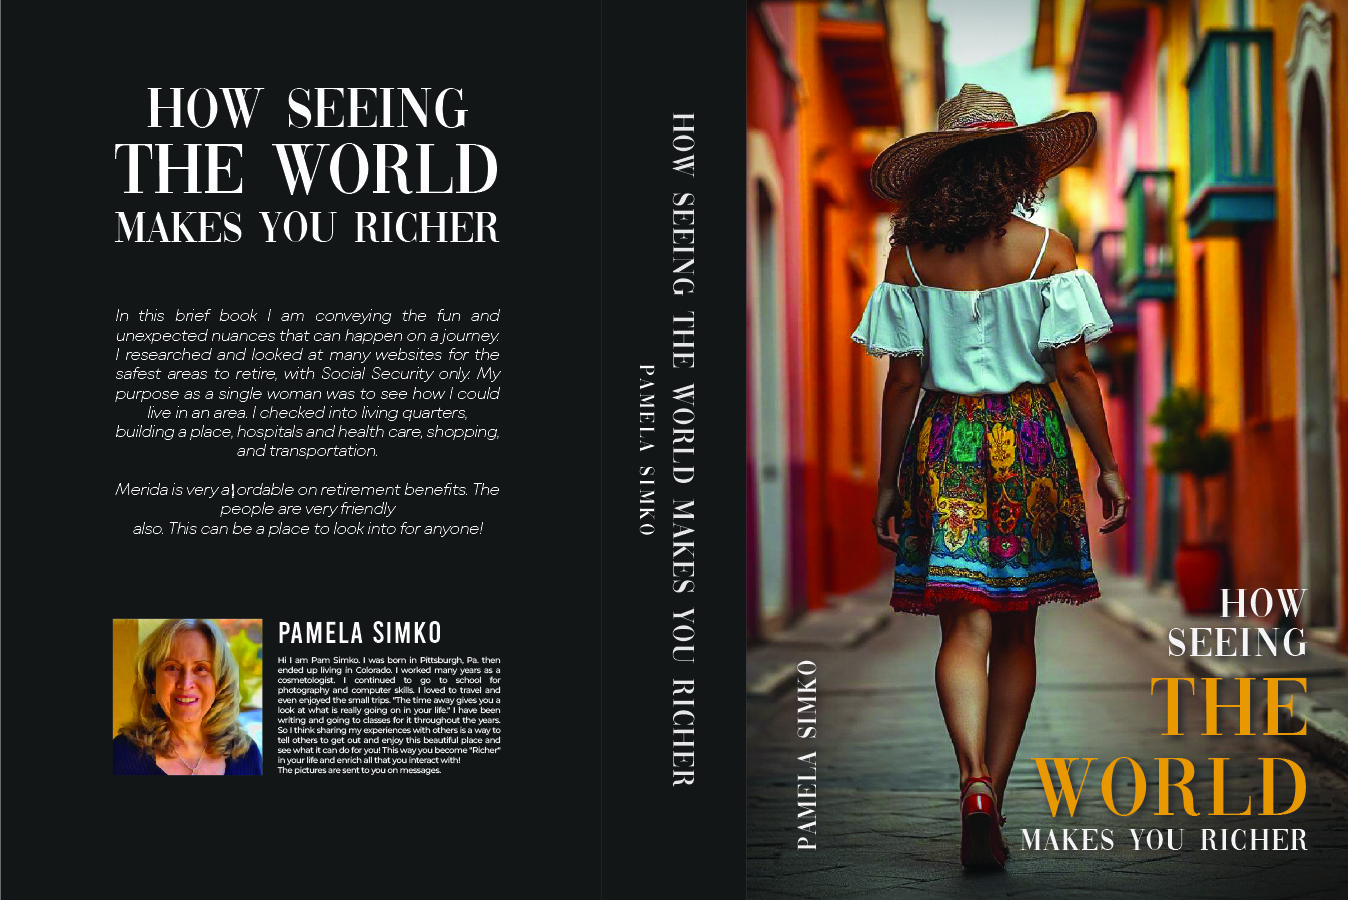 HOW SEEING
THE WORLD
MAKES YOU RICHER
In this brief book I am conveying the fun and
unexpected nuances that can happen on a journey.
I researched and looked at many websites for the
safest areas to retire, with Social Security only. My
purpose as a single woman was to see how I could
live in an area. I checked into living quarters,
building a place, hospitals and health care, shopping,
and transportation.
Merida is very a| ordable on retirement benefits. The
people are very friendly
also. This can be a place to look into for anyone!
PAMELA SIMKO
Hi I am Pam Simko. I was born in Pittsburgh, Pa. then
ended up living in Colorado. I worked many years as a
cosmetologist. I continued to go to school for
photography and computer skills. I loved to travel and
even enjoyed the small trips. "The time away gives you a
look at what is really going on in your life." I have been
writing and going to classes for it throughout the years.
So I think sharing my experiences with others is a way to
tell others to get out and enjoy this beautiful place and
see what it can do for you! This way you become "Richer"
in your life and enrich all that you interact with!
The pictures are sent to you on messages.
HOW SEEING THE WORLD MAKES YOU RICHER
PAMELA SIMKO
PAMELA SIMKO
HOW
SEEING
THE
WORLD
MAKES YOU RICHER